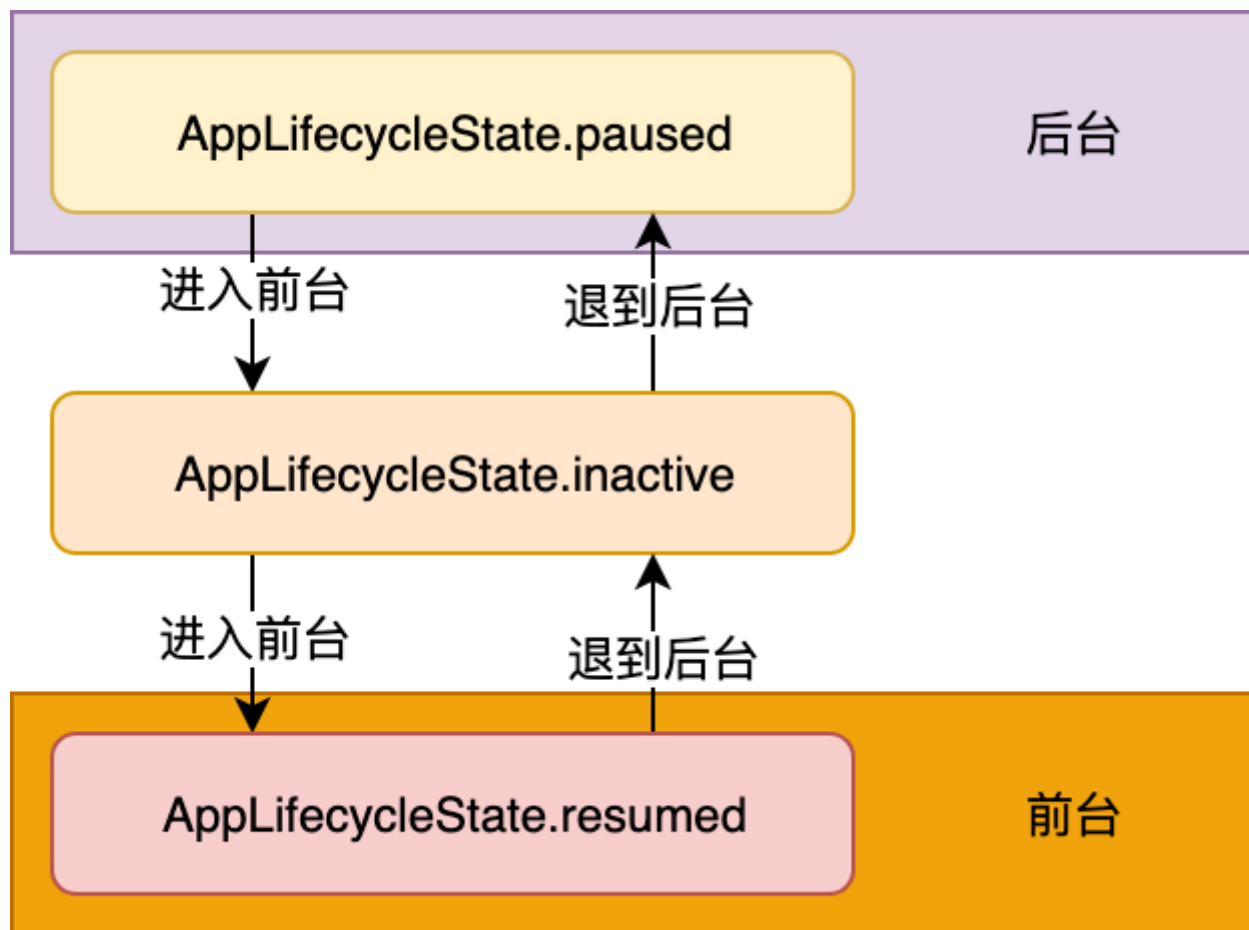 AppLifecycleState.paused
后台
进入前台
退到后台
AppLifecycleState.inactive
进入前台
退到后台
AppLifecycleState.resumed
前台